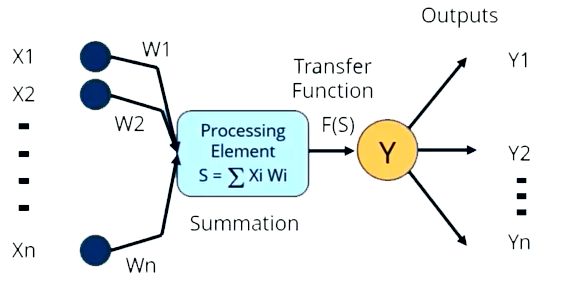 Outputs
X1
W1
Y1
Transfer
Function
X2
W2
F(S)
Processing
Element
S = ∑ Xi Wi
Y
Y2
Summation
Xn
Wn
Yn